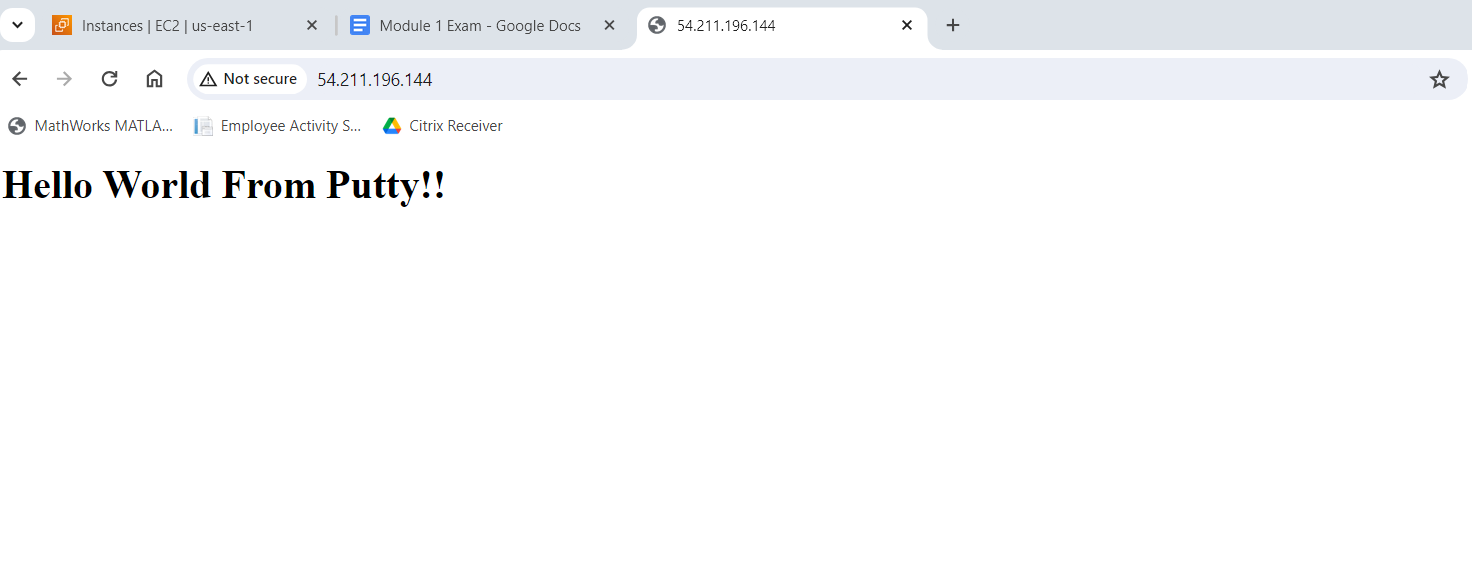 Instances | EC2 | us-east-1
Module 1 Exam - Google Docs
54.211.196.144
Not secure
54.211.196.144
MathWorks MATLA...
Employee Activity S...
Citrix Receiver
Hello World From Putty!!